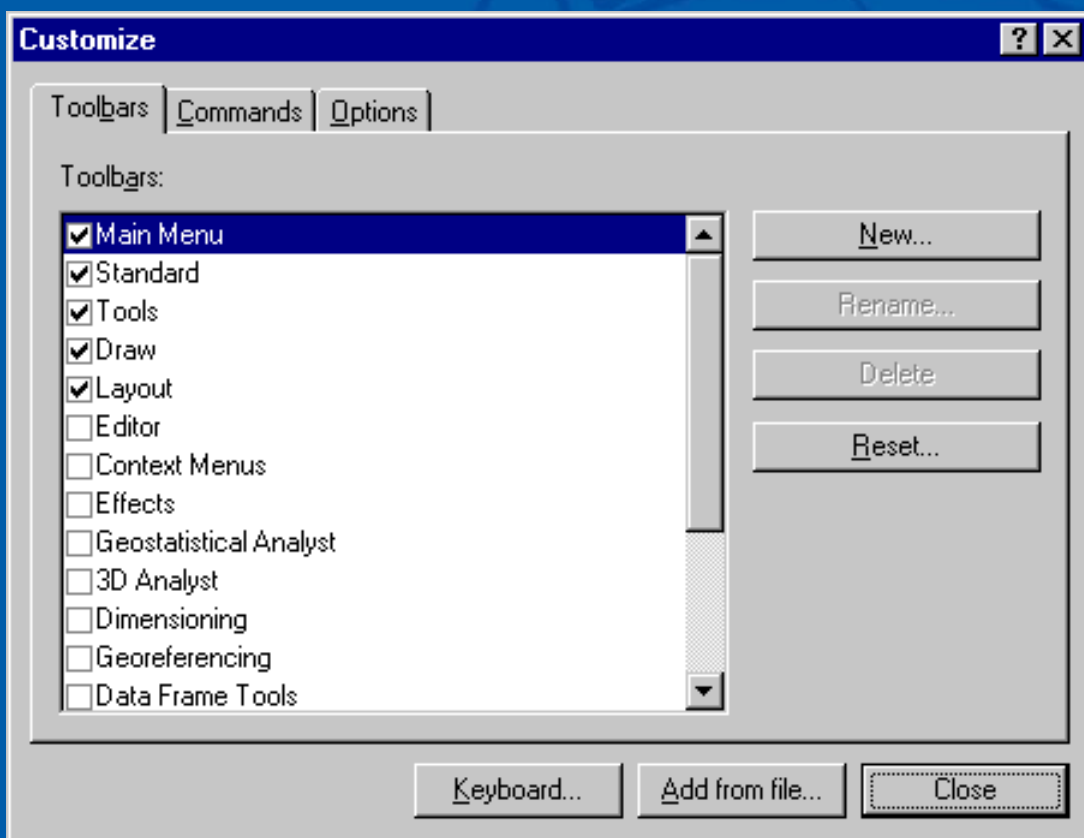 Customize
Toolbars Commands Options
Toolbars:
Main Menu
Standard
Tools
Draw
Layout
Editor
Context Menus
Effects
Geostatistical Analyst
3D Analyst
Dimensioning
Georeferencing
Data Frame Tools
New...
Rename...
Delete
Reset...
Keyboard... Add from file... Close